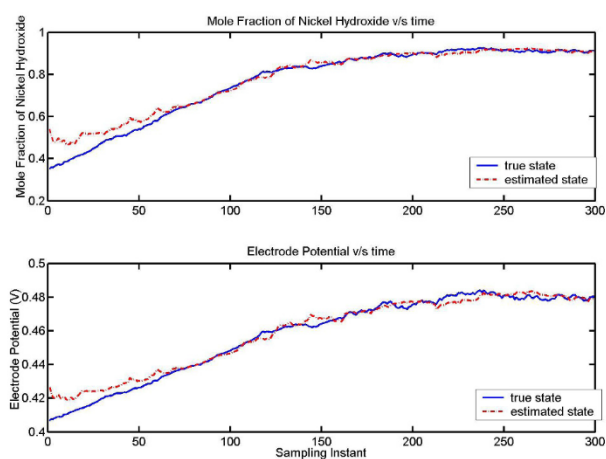 Mole Fraction of Nickel Hydroxide v/s time
Mole Fraction of Nickel Hydroxide
1
0.8
0.6
0.4
0.2
0 50 100 150 200 250 300
true state
estimated state
Electrode Potential v/s time
Electrode Potential (V)
0.5
0.48
0.46
0.44
0.42
0.4
0 50 100 150 200 250 300
Sampling Instant
true state
estimated state